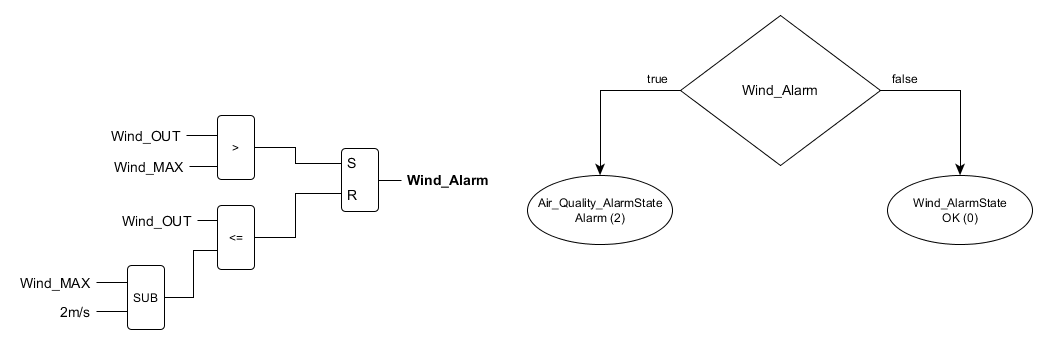 Wind_OUT
Wind_MAX
>
S
R
Wind_Alarm
Wind_OUT
<=
Wind_MAX
2m/s
SUB
Wind_Alarm
true
false
Air_Quality_AlarmState
Alarm (2)
Wind_AlarmState
OK (0)